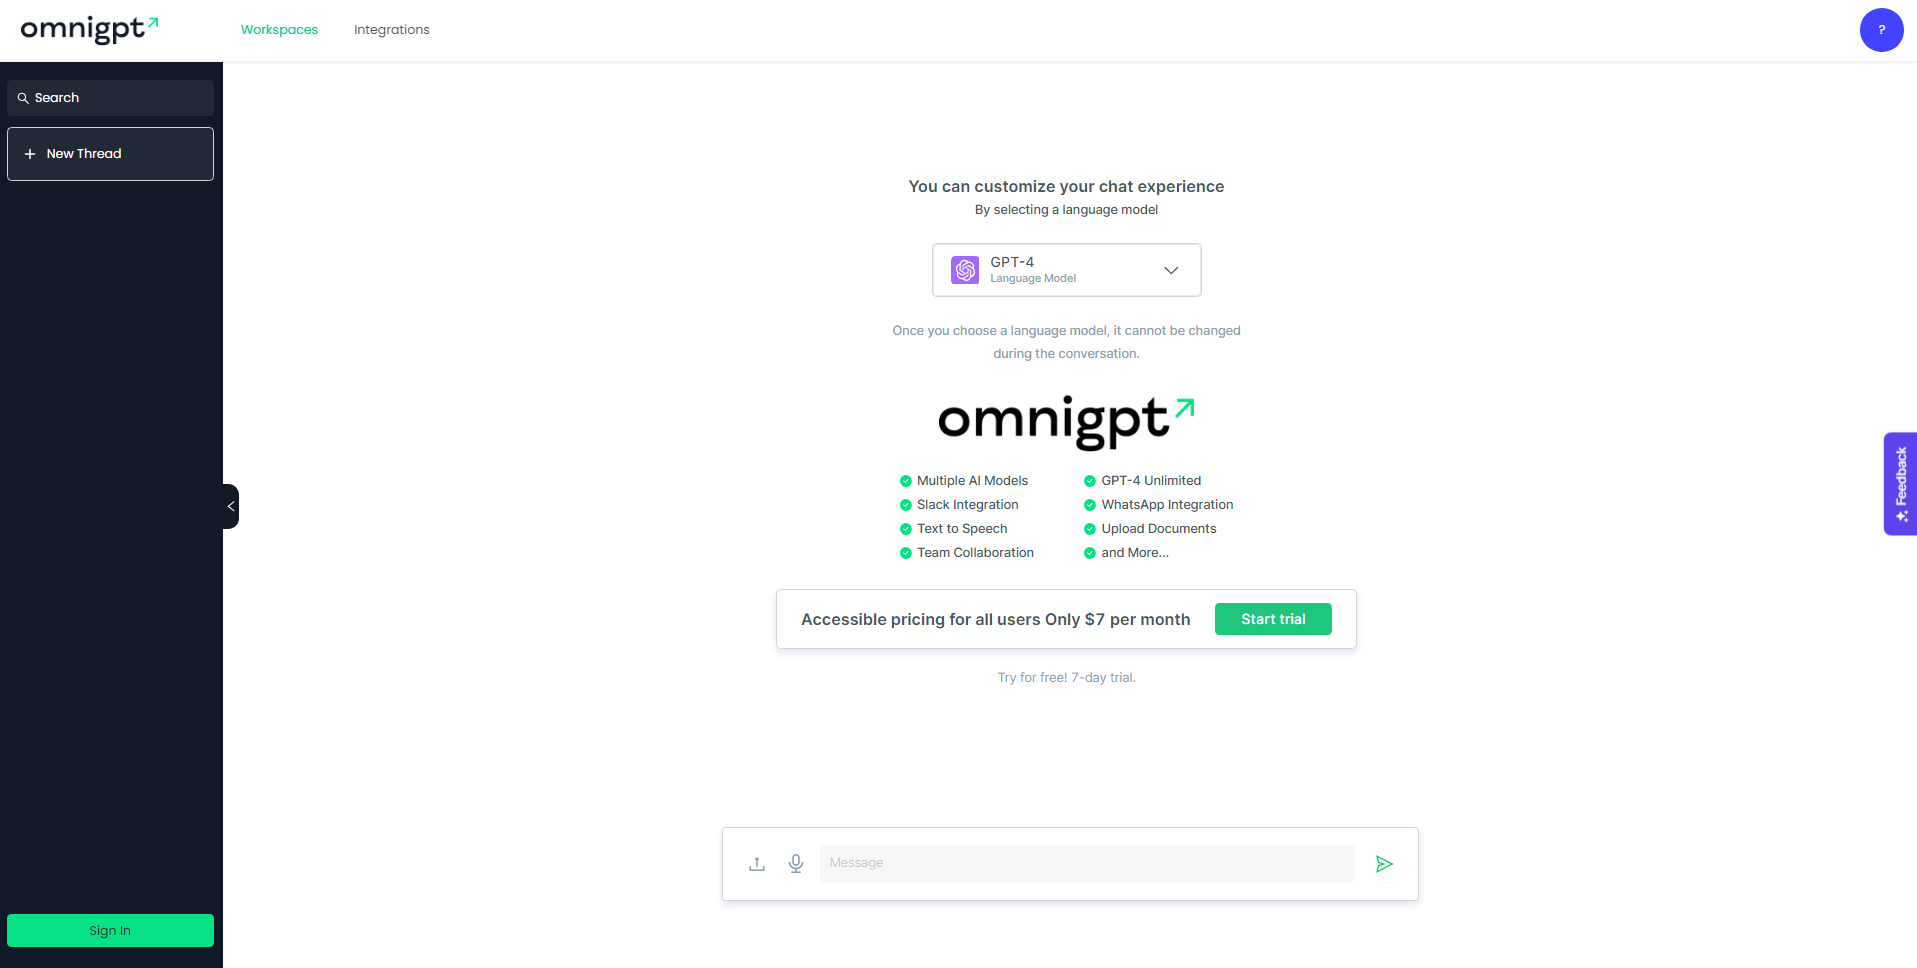 omnigpt
Workspaces
Integrations
?
Search
+ New Thread
You can customize your chat experience
By selecting a language model
GPT-4
Language Model
Once you choose a language model, it cannot be changed
during the conversation.
omnigpt
Multiple AI Models
GPT-4 Unlimited
Slack Integration
WhatsApp Integration
Text to Speech
Upload Documents
Team Collaboration
and More...
Accessible pricing for all users Only $7 per month
Start trial
Try for free! 7-day trial.
Feedback
Message
Sign In